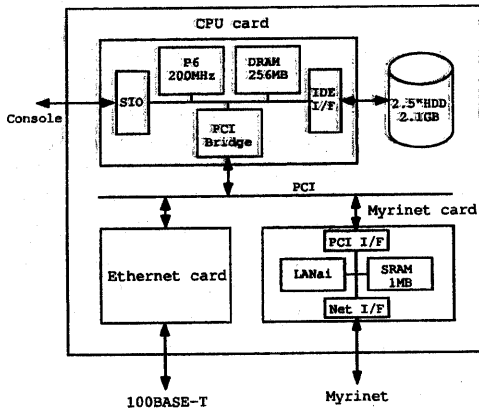 CPU card
P6
200MHz
DRAM
256MB
SIO
IDE
I/F
2.5"HDD
2.1GB
Console
PCI
Bridge
PCI
Myrinet card
Ethernet card
PCI I/F
LANai
SRAM
1MB
Net I/F
100BASE-T
Myrinet